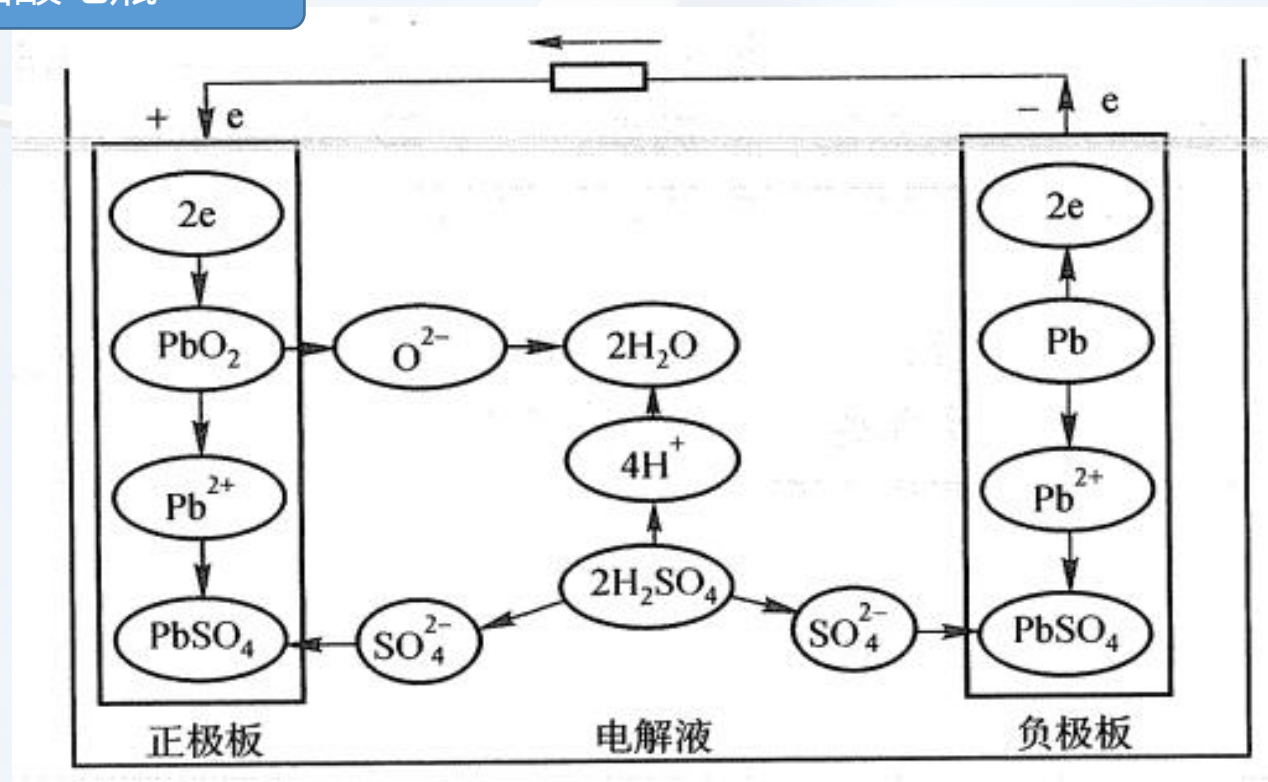 + e
− e
2e
2e
PbO₂
O²⁻
2H₂O
Pb
4H⁺
Pb²⁺
Pb²⁺
2H₂SO₄
PbSO₄
SO₄²⁻
SO₄²⁻
PbSO₄
正极板
电解液
负极板